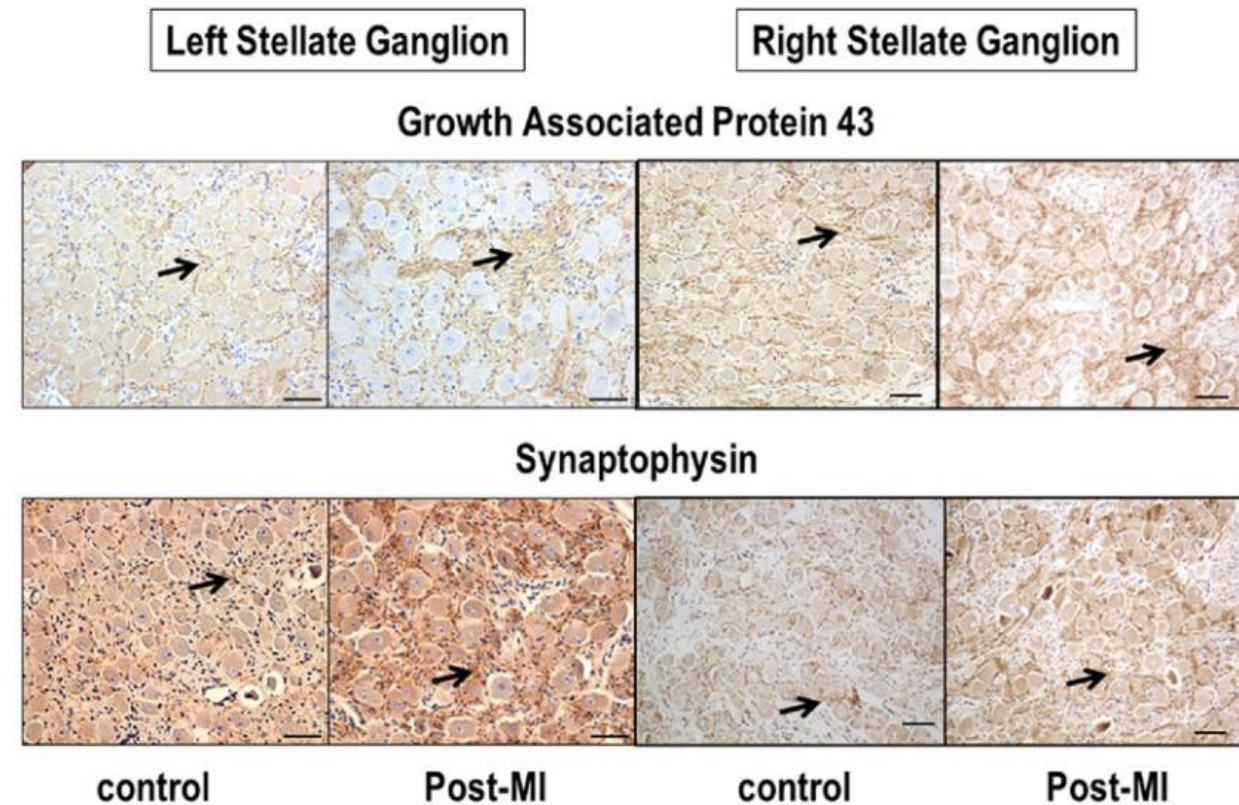 Left Stellate Ganglion Right Stellate Ganglion
Growth Associated Protein 43
Synaptophysin
control Post-MI control Post-MI